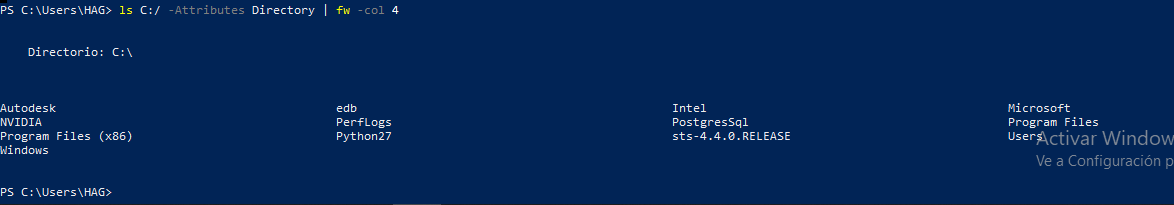 PS C:\Users\HAG> ls C:/ -Attributes Directory | fw -col 4
Directorio: C:\
Autodesk edb Intel Microsoft
NVIDIA PerfLogs PostgresSql Program Files
Program Files (x86) Python27 sts-4.4.0.RELEASE Users
Windows
Activar Window
Ve a Configuración p
PS C:\Users\HAG>